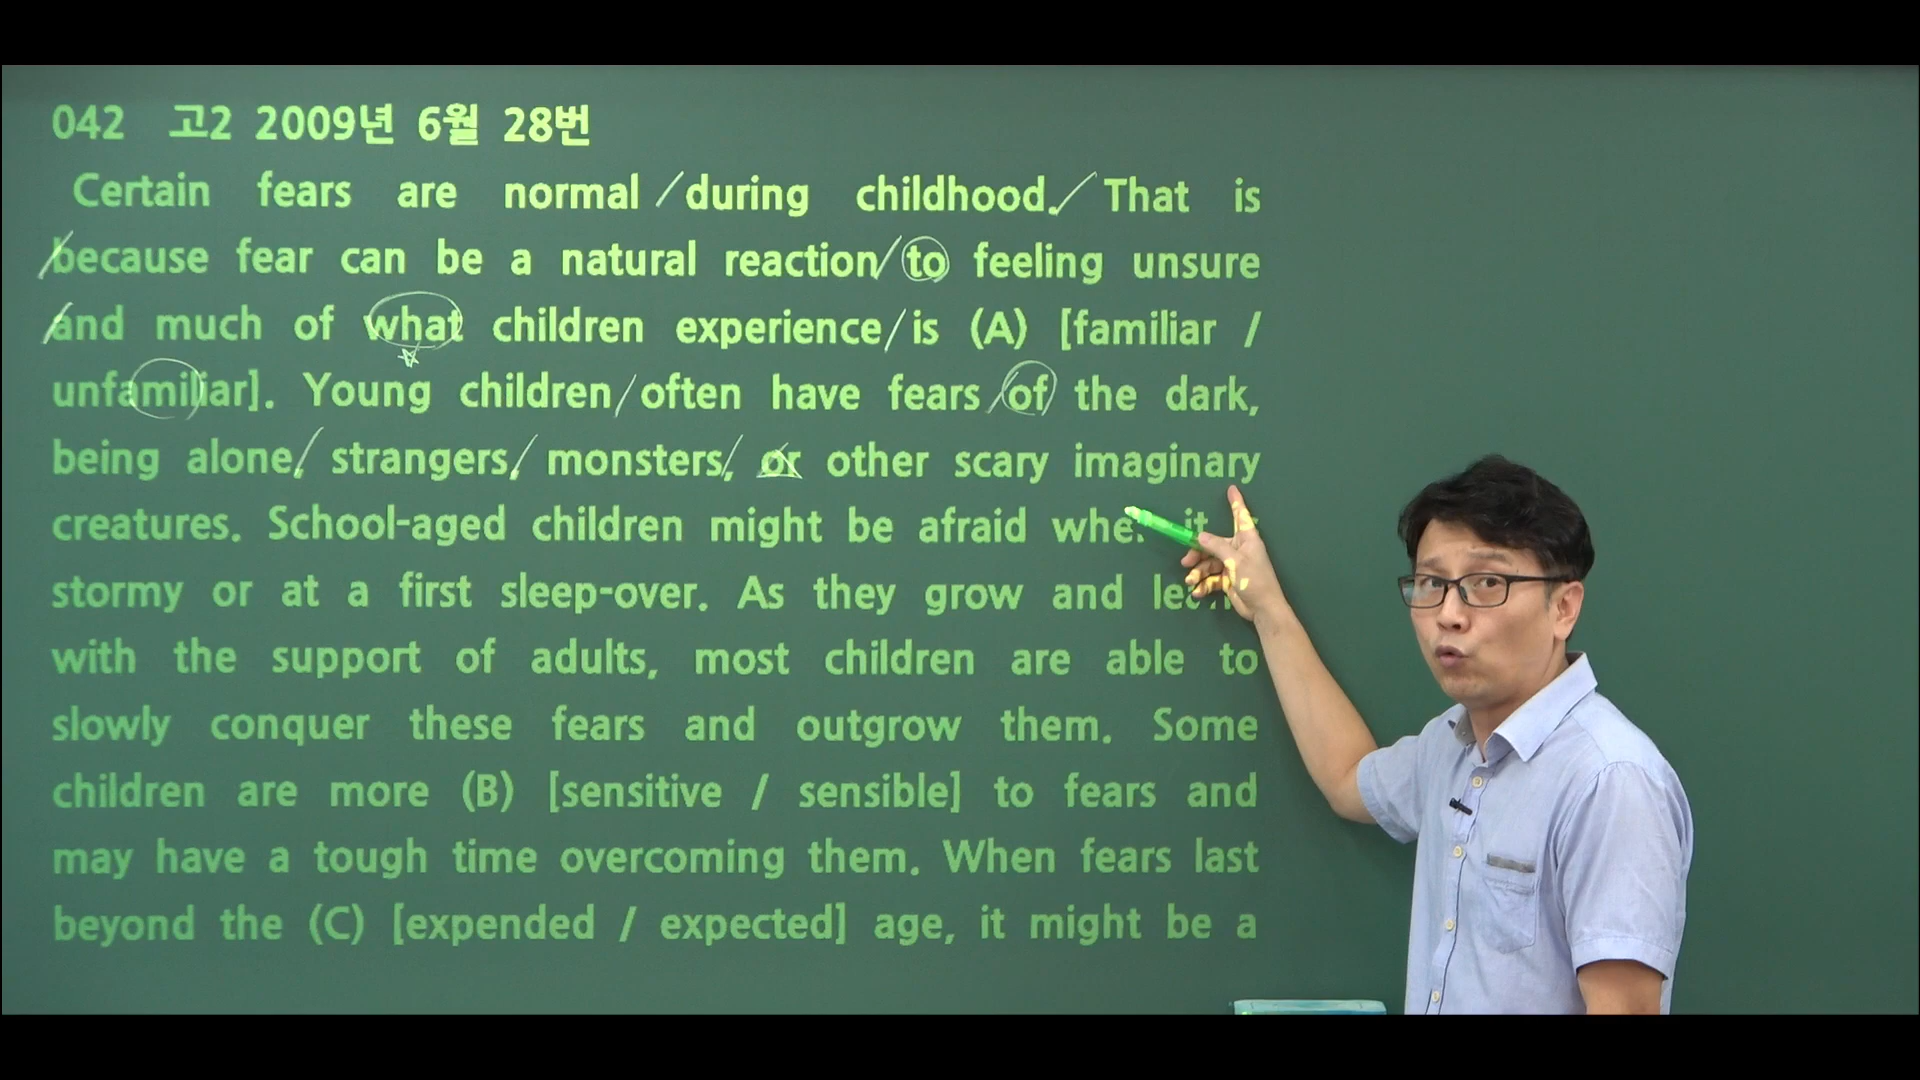 042 고2 2009년 6월 28번
Certain fears are normal / during childhood. / That is
/ because fear can be a natural reaction / to feeling unsure
/ and much of what children experience / is (A) [familiar /
unfamiliar]. Young children / often have fears / of the dark,
being alone, / strangers, / monsters, / or other scary imaginary
creatures. School-aged children might be afraid it
stormy or at a first sleep-over. As they grow and
with the support of adults, most children are able to
slowly conquer these fears and outgrow them. Some
children are more (B) [sensitive / sensible] to fears and
may have a tough time overcoming them. When fears last
beyond the (C) [expended / expected] age, it might be a